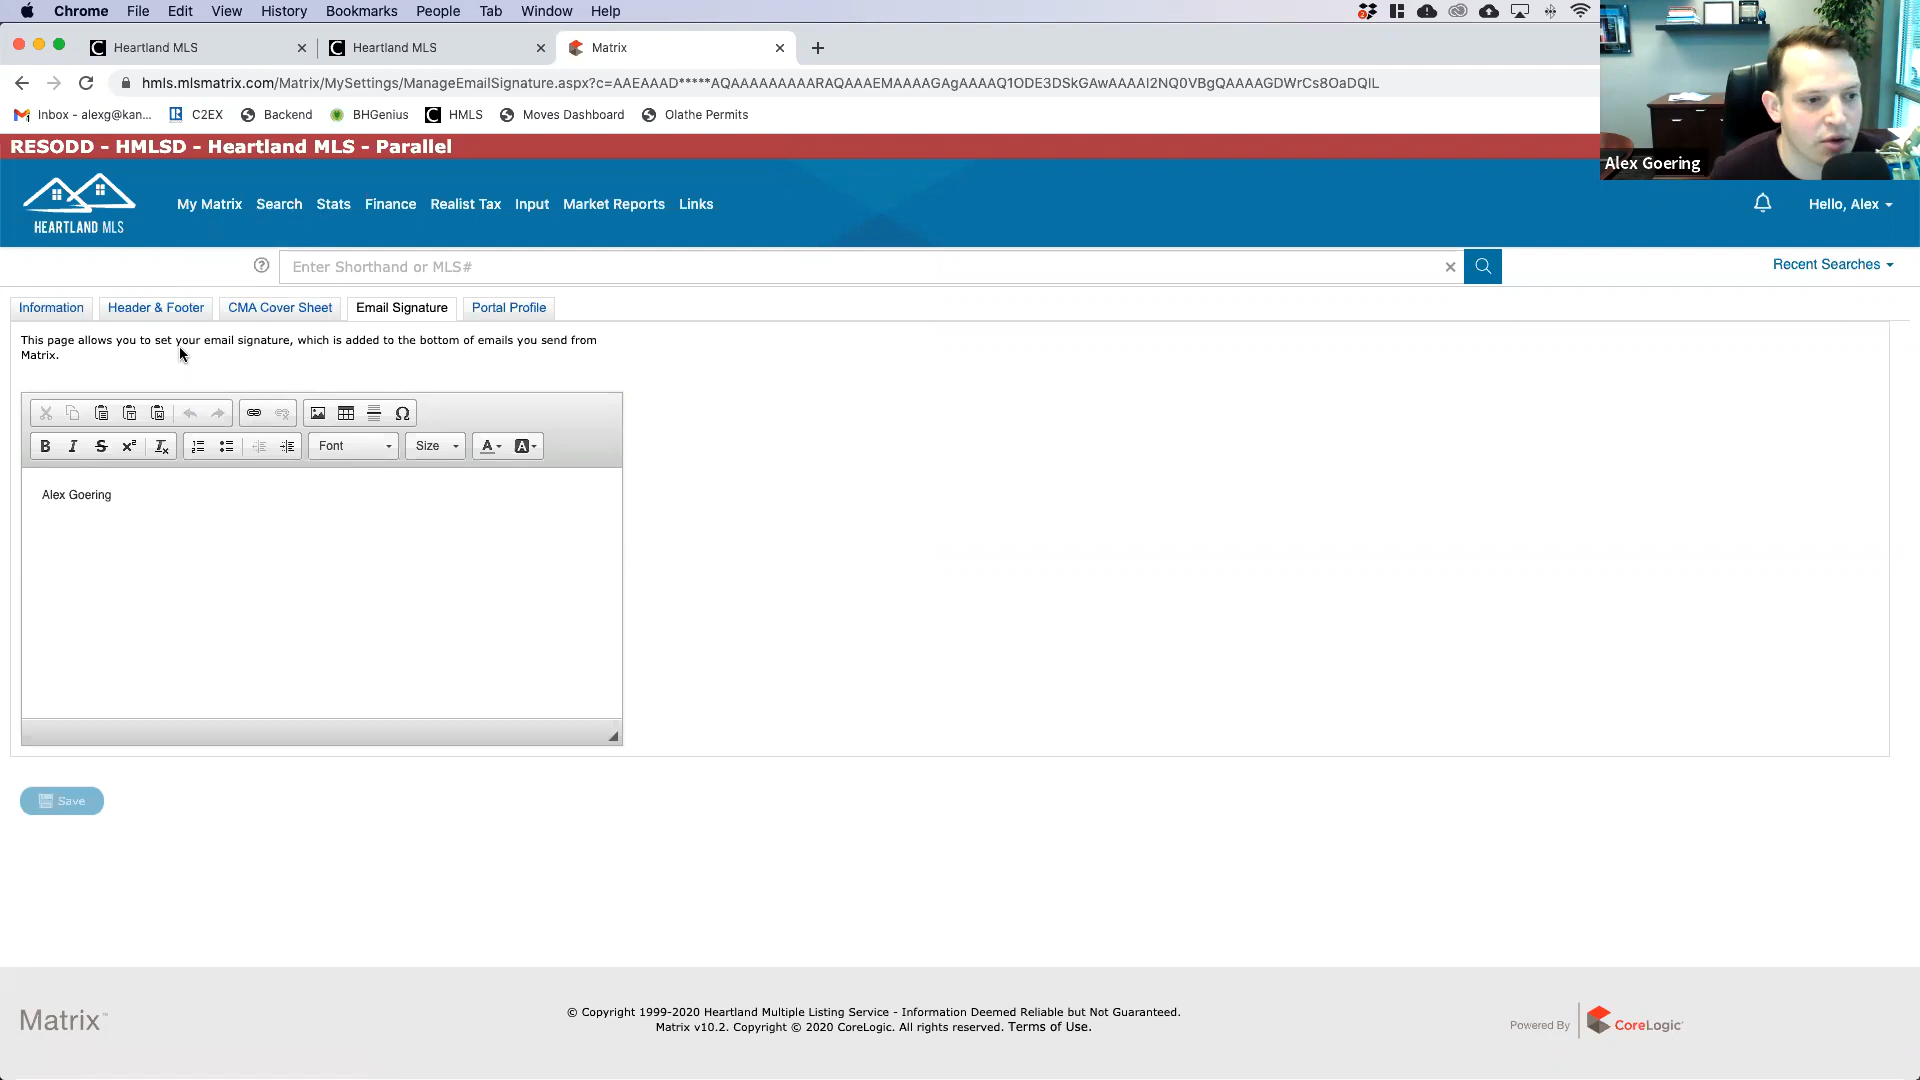 Chrome File Edit View History Bookmarks People Tab Window Help
Heartland MLS
Heartland MLS
Matrix
hmls.mlsmatrix.com/Matrix/MySettings/ManageEmailSignature.aspx?c=AAEAAAD*****AQAAAAAAAAARAQAAAEMAAAAGAgAAAAQ1ODE3DSkGAwAAAAI2NQ0VBgQAAAAGDWrCs8OaDQIL
Inbox - alexg@kan... C2EX Backend BHGenius HMLS Moves Dashboard Olathe Permits
RESODD - HMLSD - Heartland MLS - Parallel
Alex Goering
HEARTLAND MLS
My Matrix Search Stats Finance Realist Tax Input Market Reports Links
Hello, Alex
Enter Shorthand or MLS#
Recent Searches
Information Header & Footer CMA Cover Sheet Email Signature Portal Profile
This page allows you to set your email signature, which is added to the bottom of emails you send from
Matrix.
Font Size
Alex Goering
Save
Matrix™
© Copyright 1999-2020 Heartland Multiple Listing Service - Information Deemed Reliable but Not Guaranteed.
Matrix v10.2. Copyright © 2020 CoreLogic. All rights reserved. Terms of Use.
Powered By CoreLogic